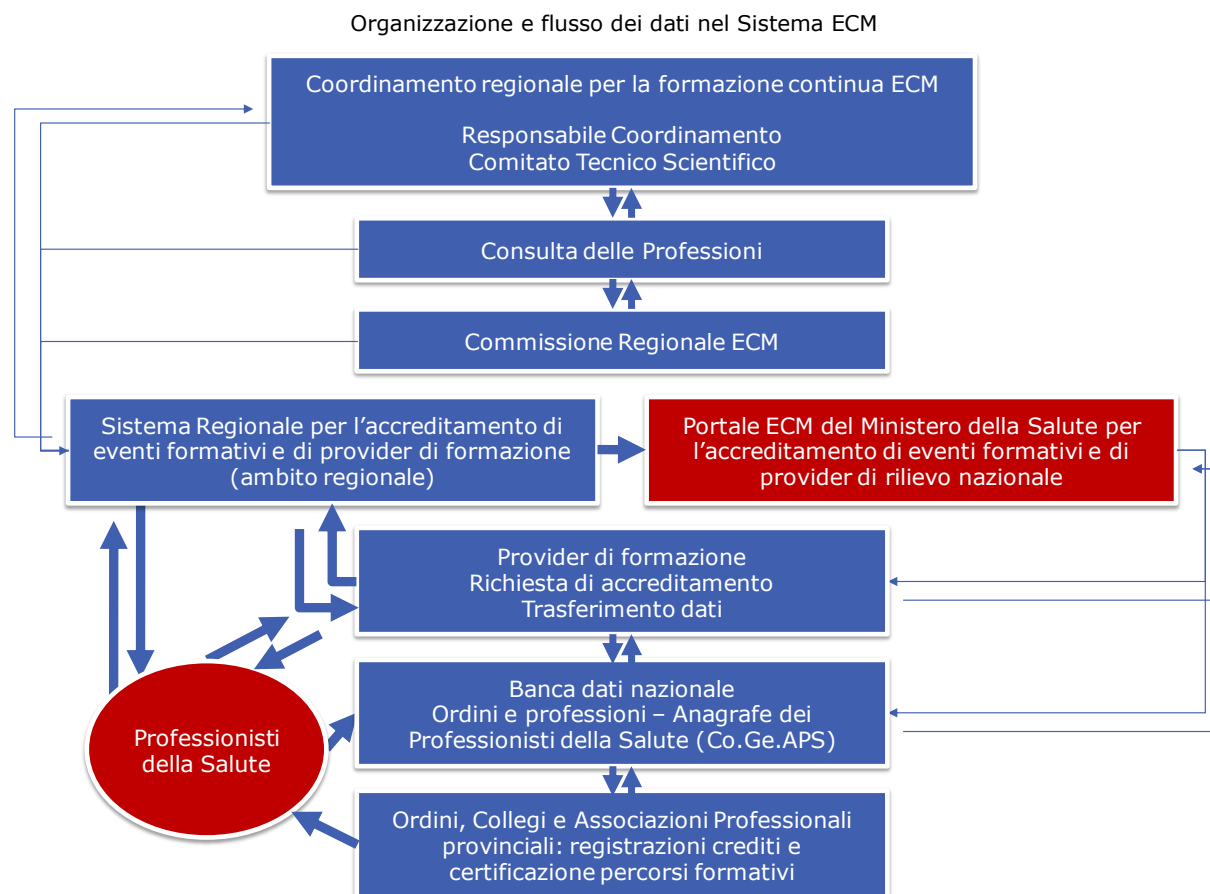 Organizzazione e flusso dei dati nel Sistema ECM
Coordinamento regionale per la formazione continua ECM
Responsabile Coordinamento
Comitato Tecnico Scientifico
Consulta delle Professioni
Commissione Regionale ECM
Sistema Regionale per l’accreditamento di
eventi formativi e di provider di formazione
(ambito regionale)
Portale ECM del Ministero della Salute per
l’accreditamento di eventi formativi e di
provider di rilievo nazionale
Provider di formazione
Richiesta di accreditamento
Trasferimento dati
Banca dati nazionale
Ordini e professioni – Anagrafe dei
Professionisti della Salute (Co.Ge.APS)
Professionisti
della Salute
Ordini, Collegi e Associazioni Professionali
provinciali: registrazioni crediti e
certificazione percorsi formativi